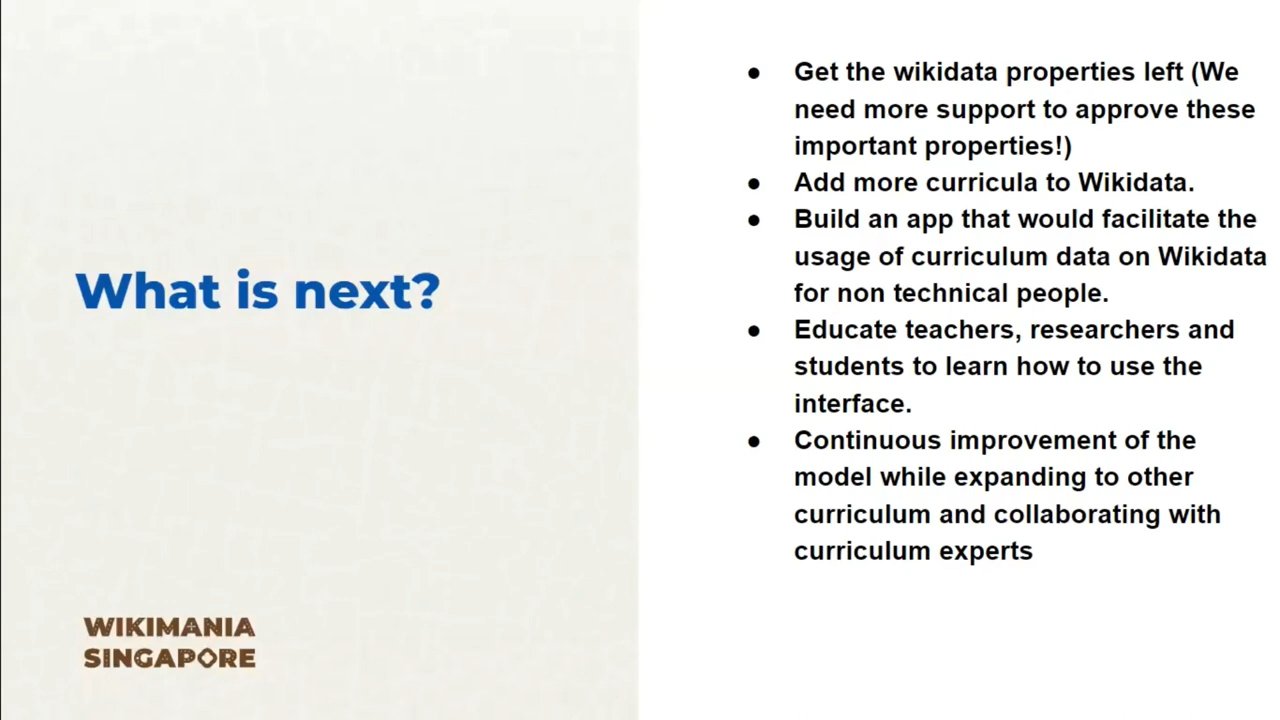 What is next?
WIKIMANIA
SINGAPORE
● Get the wikidata properties left (We
need more support to approve these
important properties!)
● Add more curricula to Wikidata.
● Build an app that would facilitate the
usage of curriculum data on Wikidata
for non technical people.
● Educate teachers, researchers and
students to learn how to use the
interface.
● Continuous improvement of the
model while expanding to other
curriculum and collaborating with
curriculum experts